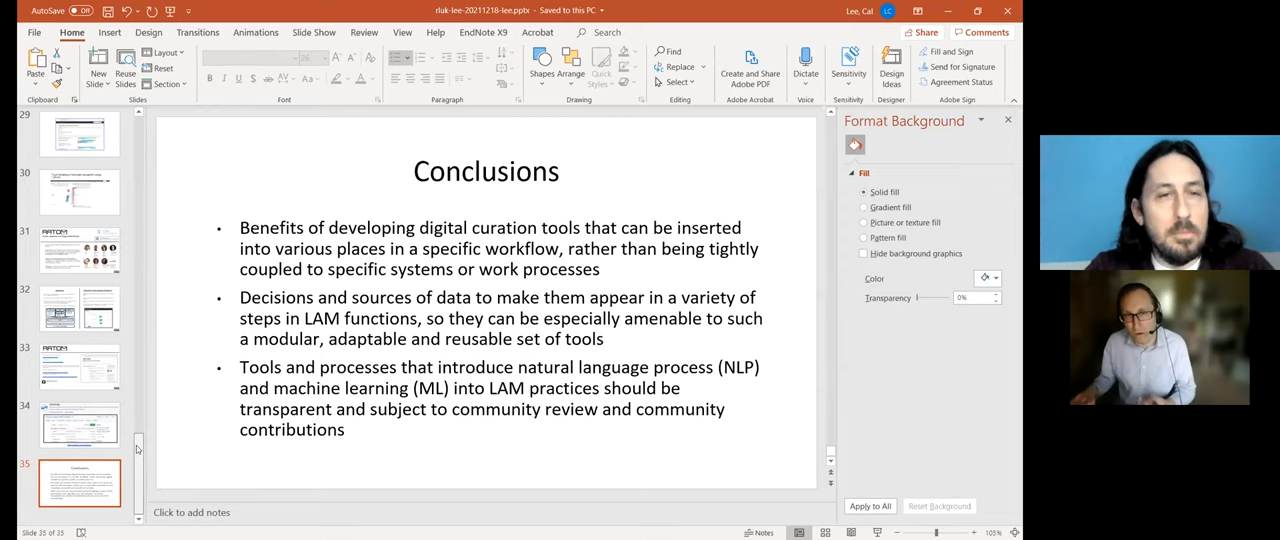 AutoSave Off
rluk-lee-20211218-lee.pptx - Saved to this PC
Lee, Cal LC
File Home Insert Design Transitions Animations Slide Show Review View Help EndNote X9 Acrobat Search
Share Comments
Paste
Clipboard
New Slide
Reuse Slides
Layout
Reset
Section
Slides
B I U S AV Aa
Font
Paragraph
Shapes Arrange Quick Styles
Drawing
Find
Replace
Select
Editing
Create and Share Adobe PDF
Adobe Acrobat
Dictate
Voice
Sensitivity
Sensitivity
Design Ideas
Designer
Fill and Sign
Send for Signature
Agreement Status
Adobe Sign
29
30
31
RATOM
32
33
RATOM
34
35
Conclusions
Conclusions
• Benefits of developing digital curation tools that can be inserted
into various places in a specific workflow, rather than being tightly
coupled to specific systems or work processes
• Decisions and sources of data to make them appear in a variety of
steps in LAM functions, so they can be especially amenable to such
a modular, adaptable and reusable set of tools
• Tools and processes that introduce natural language process (NLP)
and machine learning (ML) into LAM practices should be
transparent and subject to community review and community
contributions
Click to add notes
Format Background
Fill
Solid fill
Gradient fill
Picture or texture fill
Pattern fill
Hide background graphics
Color
Transparency 0%
Apply to All Reset Background
Slide 35 of 35
Notes
105%